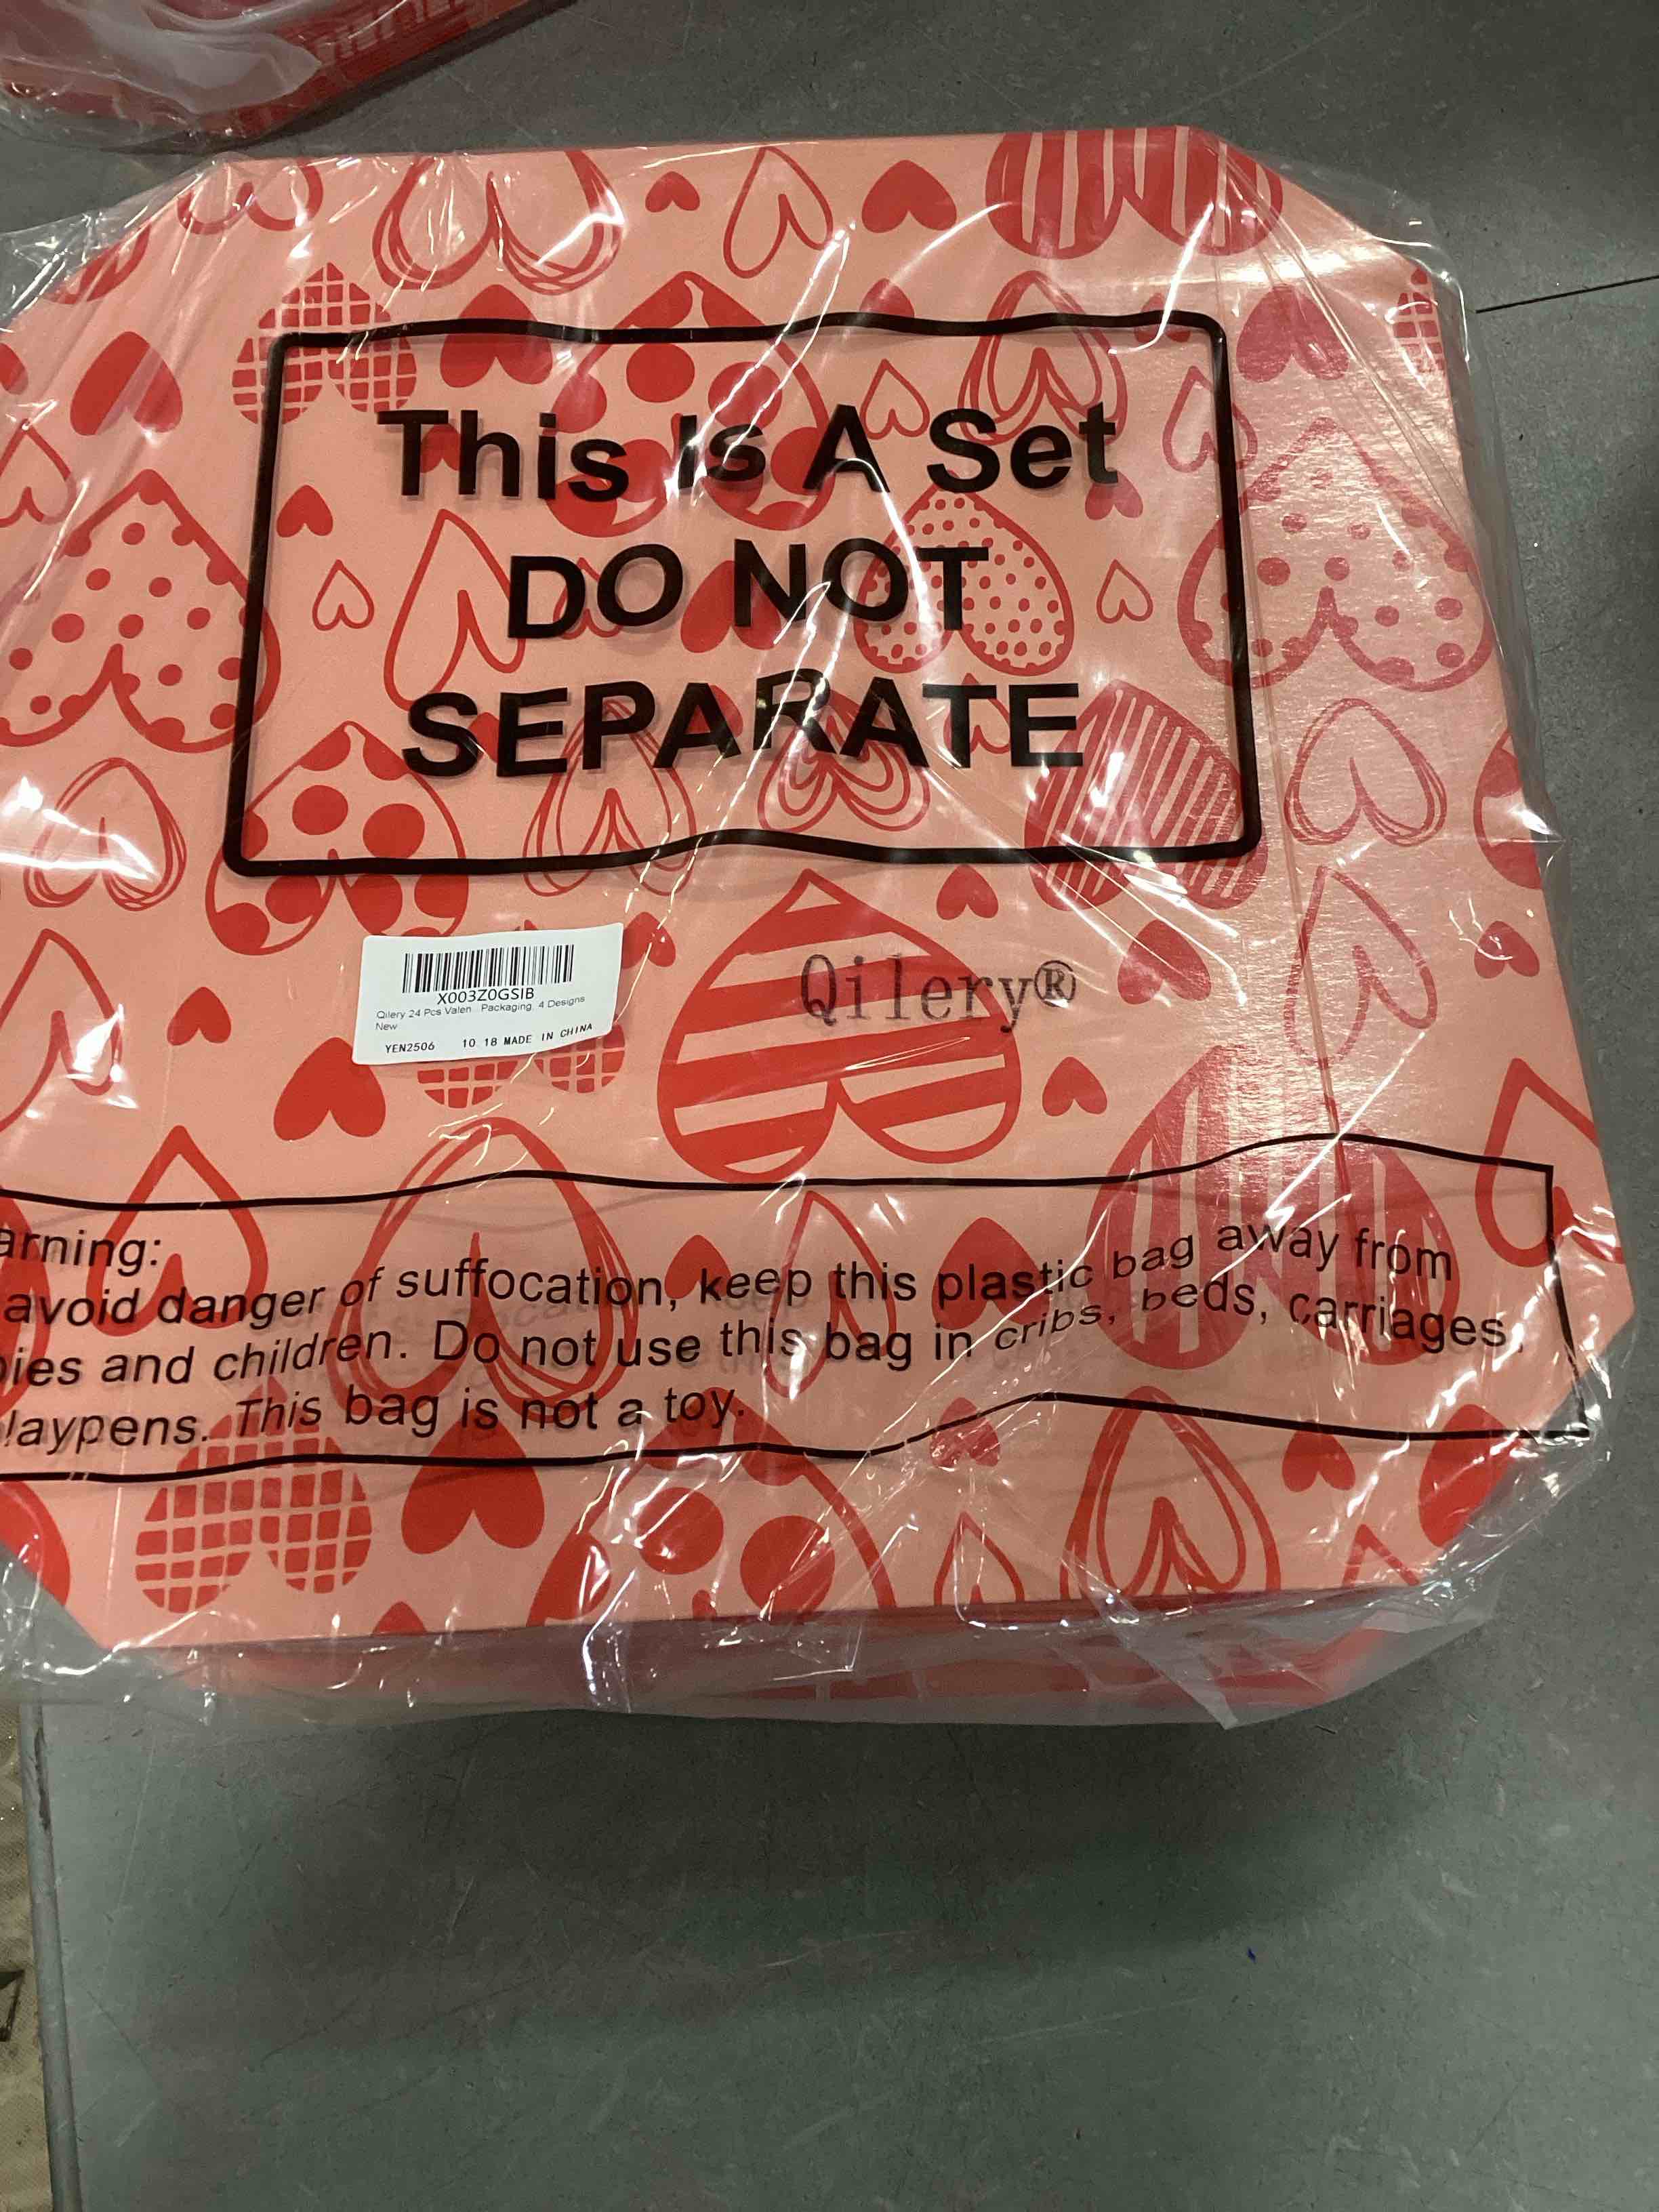 This Is A Set
DO NOT
SEPARATE
X003Z0GSIB
Qilery 24 Pcs Valen...Packaging, 4 Designs
New
YEN2506 10 18 MADE IN CHINA
Qilery®
arning:
avoid danger of suffocation, keep this plastic bag away from
ies and children. Do not use this bag in cribs, beds, carriages,
laypens. This bag is not a toy.